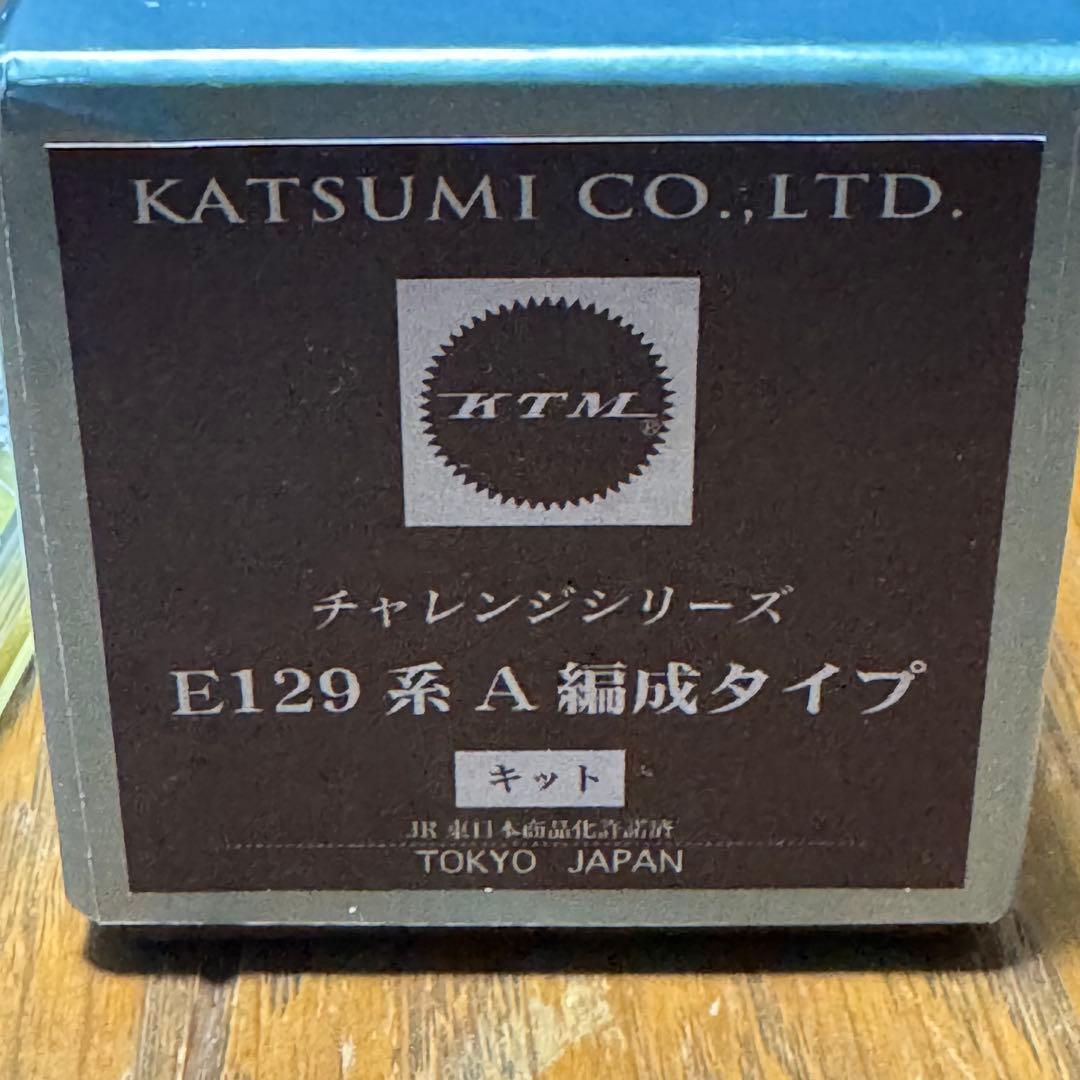 KATSUMI CO.,LTD.
KTM®
チャレンジシリーズ
E129 系 A 編成タイプ
キット
JR 東日本商品化許諾済
TOKYO JAPAN